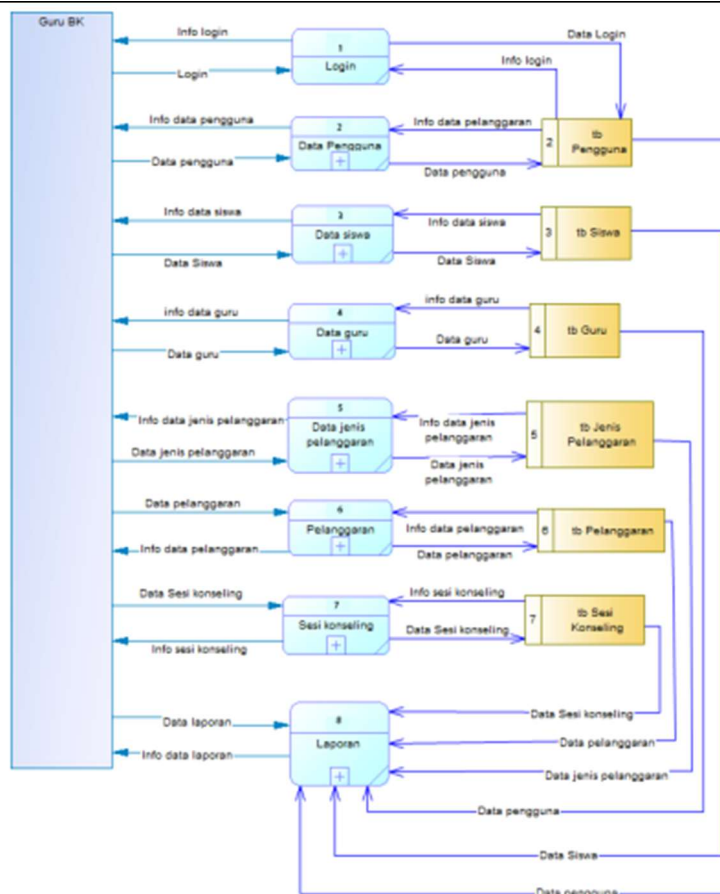 Guru BK
Info login
Login
1
Login
Data Login
Info login
Info data pengguna
Data pengguna
2
Data Pengguna
Info data pelanggaran
Data pengguna
2
tb
Pengguna
Info data siswa
Data Siswa
3
Data siswa
Info data siswa
Data Siswa
3
tb Siswa
info data guru
Data guru
4
Data guru
info data guru
Data guru
4
tb Guru
Info data jenis pelanggaran
Data jenis pelanggaran
5
Data jenis
pelanggaran
Info data jenis
pelanggaran
Data jenis
pelanggaran
5
tb Jenis
Pelanggaran
Data pelanggaran
Info data pelanggaran
6
Pelanggaran
Info data pelanggaran
Data pelanggaran
6
tb Pelanggaran
Data Sesi konseling
Info sesi konseling
7
Sesi konseling
Info sesi konseling
Data Sesi konseling
7
tb Sesi
Konseling
Data laporan
Info data laporan
8
Laporan
Data Sesi konseling
Data pelanggaran
Data jenis pelanggaran
Data pengguna
Data Siswa
Data pengguna